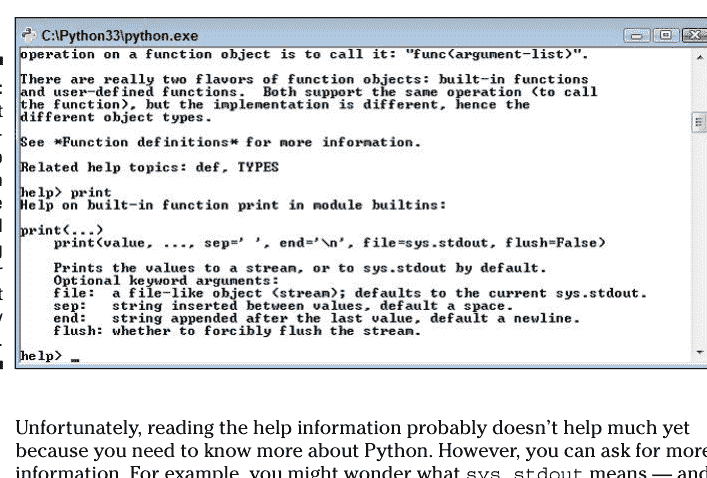 C:\Python33\python.exe
operation on a function object is to call it: "func(argument-list)".
There are really two flavors of function objects: built-in functions
and user-defined functions.  Both support the same operation (to call
the function), but the implementation is different, hence the
different object types.
See *Function definitions* for more information.
Related help topics: def, TYPES
help> print
Help on built-in function print in module builtins:
print(...)
    print(value, ..., sep=' ', end='\n', file=sys.stdout, flush=False)
    Prints the values to a stream, or to sys.stdout by default.
    Optional keyword arguments:
    file:  a file-like object (stream); defaults to the current sys.stdout.
    sep:   string inserted between values, default a space.
    end:   string appended after the last value, default a newline.
    flush: whether to forcibly flush the stream.
help> _
Unfortunately, reading the help information probably doesn't help much yet
because you need to know more about Python. However, you can ask for more
information. For example, you might wonder what sys.stdout means — and